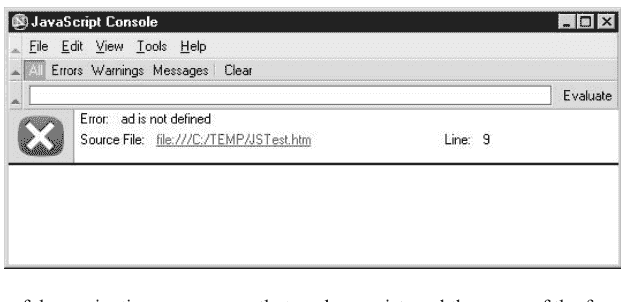 JavaScript Console
File Edit View Tools Help
All Errors Warnings Messages Clear
Evaluate
Error: ad is not defined
Source File: file:///C:/TEMP/JSTest.htm Line: 9